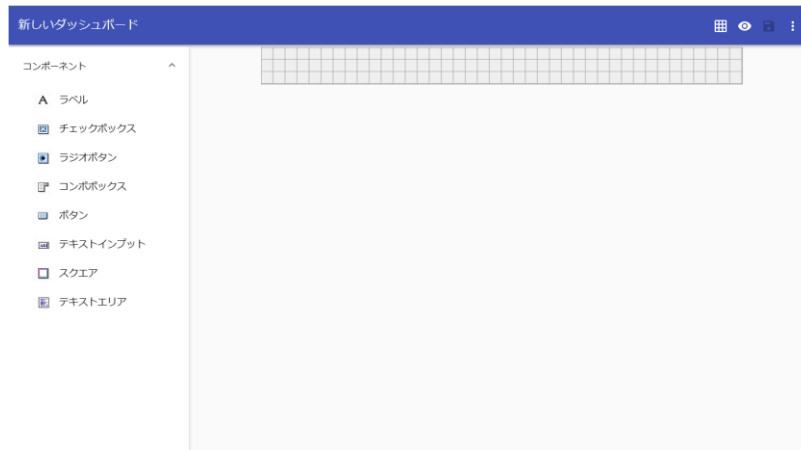 新しいダッシュボード
コンポーネント
ラベル
チェックボックス
ラジオボタン
コンボボックス
ボタン
テキストインプット
スクエア
テキストエリア